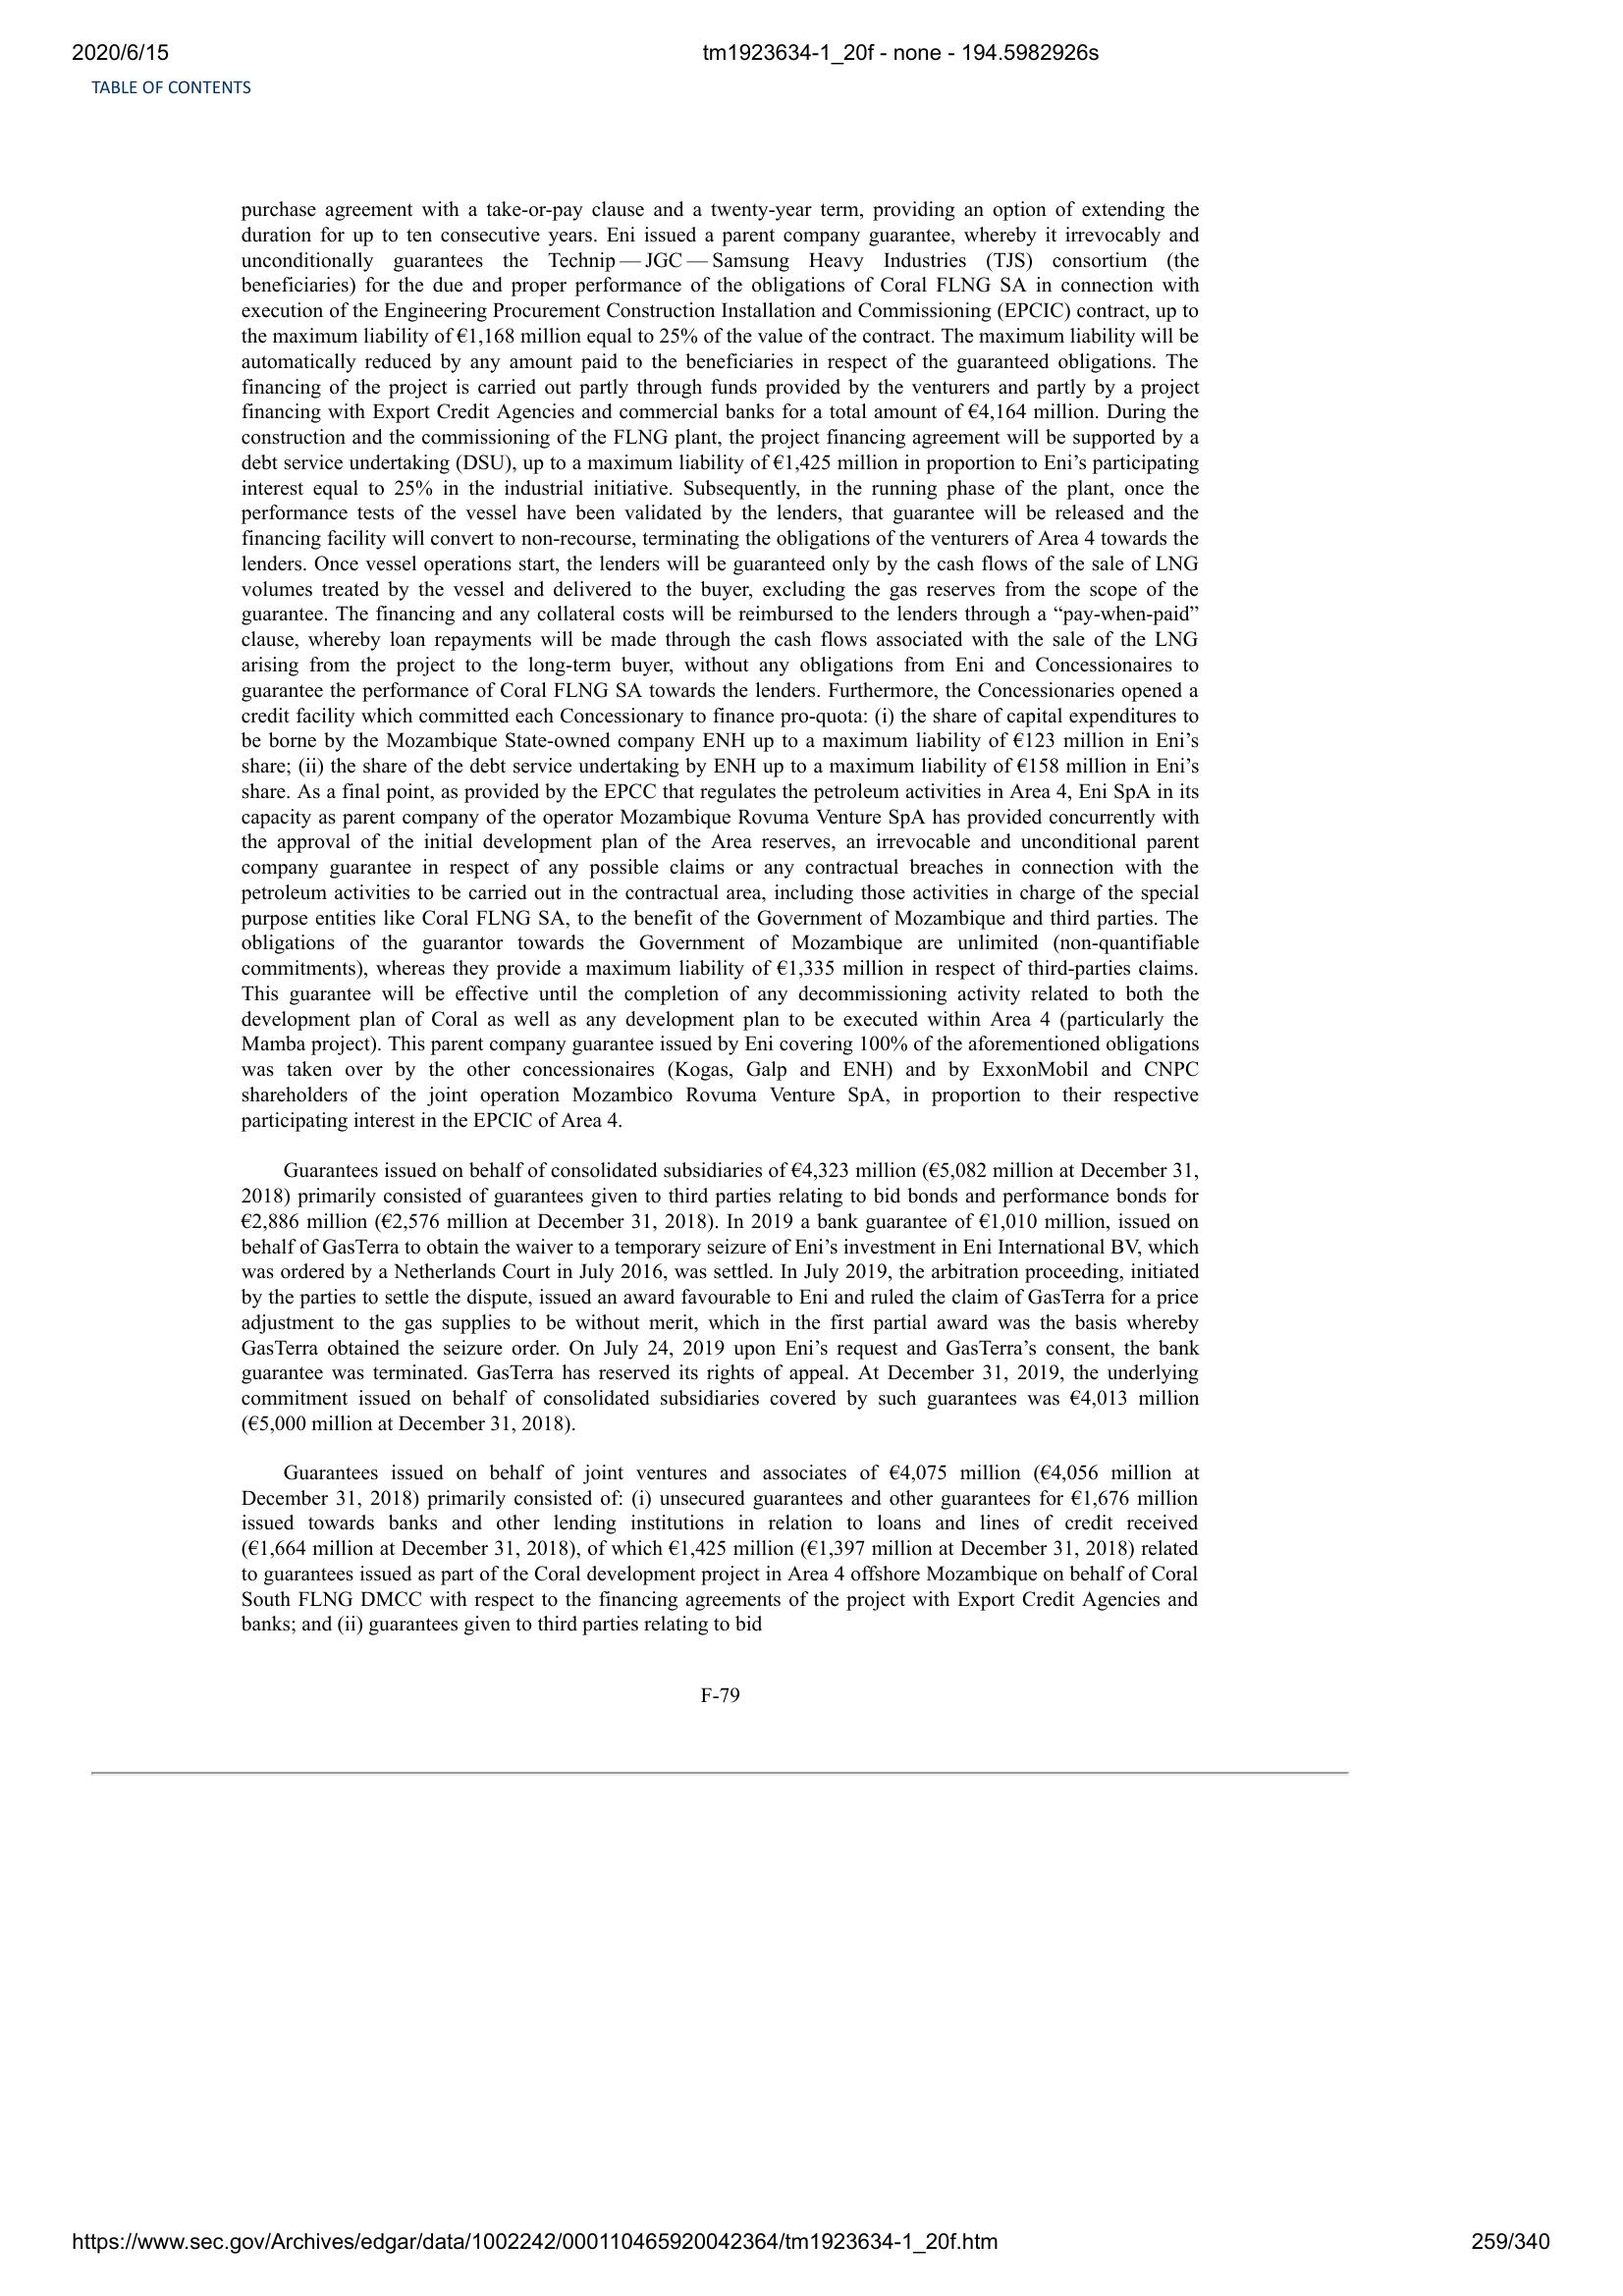 2020/6/15
tm1923634-1_20f - none - 194.5982926s
TABLE OF CONTENTS
purchase agreement with a take-or-pay clause and a twenty-year term, providing an option of extending the
duration for up to ten consecutive years. Eni issued a parent company guarantee, whereby it irrevocably and
unconditionally guarantees the Technip — JGC — Samsung Heavy Industries (TJS) consortium (the
beneficiaries) for the due and proper performance of the obligations of Coral FLNG SA in connection with
execution of the Engineering Procurement Construction Installation and Commissioning (EPCIC) contract, up to
the maximum liability of €1,168 million equal to 25% of the value of the contract. The maximum liability will be
automatically reduced by any amount paid to the beneficiaries in respect of the guaranteed obligations. The
financing of the project is carried out partly through funds provided by the venturers and partly by a project
financing with Export Credit Agencies and commercial banks for a total amount of €4,164 million. During the
construction and the commissioning of the FLNG plant, the project financing agreement will be supported by a
debt service undertaking (DSU), up to a maximum liability of €1,425 million in proportion to Eni’s participating
interest equal to 25% in the industrial initiative. Subsequently, in the running phase of the plant, once the
performance tests of the vessel have been validated by the lenders, that guarantee will be released and the
financing facility will convert to non-recourse, terminating the obligations of the venturers of Area 4 towards the
lenders. Once vessel operations start, the lenders will be guaranteed only by the cash flows of the sale of LNG
volumes treated by the vessel and delivered to the buyer, excluding the gas reserves from the scope of the
guarantee. The financing and any collateral costs will be reimbursed to the lenders through a “pay-when-paid”
clause, whereby loan repayments will be made through the cash flows associated with the sale of the LNG
arising from the project to the long-term buyer, without any obligations from Eni and Concessionaires to
guarantee the performance of Coral FLNG SA towards the lenders. Furthermore, the Concessionaries opened a
credit facility which committed each Concessionary to finance pro-quota: (i) the share of capital expenditures to
be borne by the Mozambique State-owned company ENH up to a maximum liability of €123 million in Eni’s
share; (ii) the share of the debt service undertaking by ENH up to a maximum liability of €158 million in Eni’s
share. As a final point, as provided by the EPCC that regulates the petroleum activities in Area 4, Eni SpA in its
capacity as parent company of the operator Mozambique Rovuma Venture SpA has provided concurrently with
the approval of the initial development plan of the Area reserves, an irrevocable and unconditional parent
company guarantee in respect of any possible claims or any contractual breaches in connection with the
petroleum activities to be carried out in the contractual area, including those activities in charge of the special
purpose entities like Coral FLNG SA, to the benefit of the Government of Mozambique and third parties. The
obligations of the guarantor towards the Government of Mozambique are unlimited (non-quantifiable
commitments), whereas they provide a maximum liability of €1,335 million in respect of third-parties claims.
This guarantee will be effective until the completion of any decommissioning activity related to both the
development plan of Coral as well as any development plan to be executed within Area 4 (particularly the
Mamba project). This parent company guarantee issued by Eni covering 100% of the aforementioned obligations
was taken over by the other concessionaires (Kogas, Galp and ENH) and by ExxonMobil and CNPC
shareholders of the joint operation Mozambico Rovuma Venture SpA, in proportion to their respective
participating interest in the EPCIC of Area 4.
Guarantees issued on behalf of consolidated subsidiaries of €4,323 million (€5,082 million at December 31,
2018) primarily consisted of guarantees given to third parties relating to bid bonds and performance bonds for
€2,886 million (€2,576 million at December 31, 2018). In 2019 a bank guarantee of €1,010 million, issued on
behalf of GasTerra to obtain the waiver to a temporary seizure of Eni’s investment in Eni International BV, which
was ordered by a Netherlands Court in July 2016, was settled. In July 2019, the arbitration proceeding, initiated
by the parties to settle the dispute, issued an award favourable to Eni and ruled the claim of GasTerra for a price
adjustment to the gas supplies to be without merit, which in the first partial award was the basis whereby
GasTerra obtained the seizure order. On July 24, 2019 upon Eni’s request and GasTerra’s consent, the bank
guarantee was terminated. GasTerra has reserved its rights of appeal. At December 31, 2019, the underlying
commitment issued on behalf of consolidated subsidiaries covered by such guarantees was €4,013 million
(€5,000 million at December 31, 2018).
Guarantees issued on behalf of joint ventures and associates of €4,075 million (€4,056 million at
December 31, 2018) primarily consisted of: (i) unsecured guarantees and other guarantees for €1,676 million
issued towards banks and other lending institutions in relation to loans and lines of credit received
(€1,664 million at December 31, 2018), of which €1,425 million (€1,397 million at December 31, 2018) related
to guarantees issued as part of the Coral development project in Area 4 offshore Mozambique on behalf of Coral
South FLNG DMCC with respect to the financing agreements of the project with Export Credit Agencies and
banks; and (ii) guarantees given to third parties relating to bid
F-79
https://www.sec.gov/Archives/edgar/data/1002242/000110465920042364/tm1923634-1_20f.htm
259/340